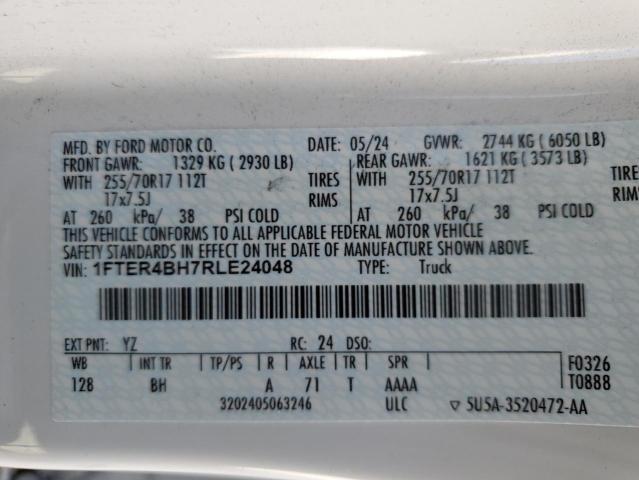 MFD. BY FORD MOTOR CO. DATE: 05/24 GVWR: 2744 KG ( 6050 LB)
FRONT GAWR: 1329 KG ( 2930 LB) REAR GAWR: 1621 KG ( 3573 LB)
WITH 255/70R17 112T TIRES WITH 255/70R17 112T TIRE
17x7.5J RIMS 17x7.5J RIMS
AT 260 kPa/ 38 PSI COLD AT 260 kPa/ 38 PSI COLD
THIS VEHICLE CONFORMS TO ALL APPLICABLE FEDERAL MOTOR VEHICLE
SAFETY STANDARDS IN EFFECT ON THE DATE OF MANUFACTURE SHOWN ABOVE.
VIN: 1FTER4BH7RLE24048 TYPE: Truck
EXT PNT: YZ RC: 24 DSO:
WB INT TR TP/PS R AXLE TR SPR F0326
128 BH A 71 T AAAA T0888
3202405063246 ULC ▽ 5U5A-3520472-AA